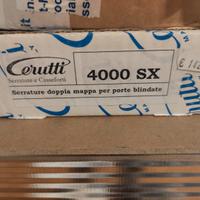 Cerutti
Serrature e Casseforti
4000 SX
Serrature doppia mappa per porte blindate